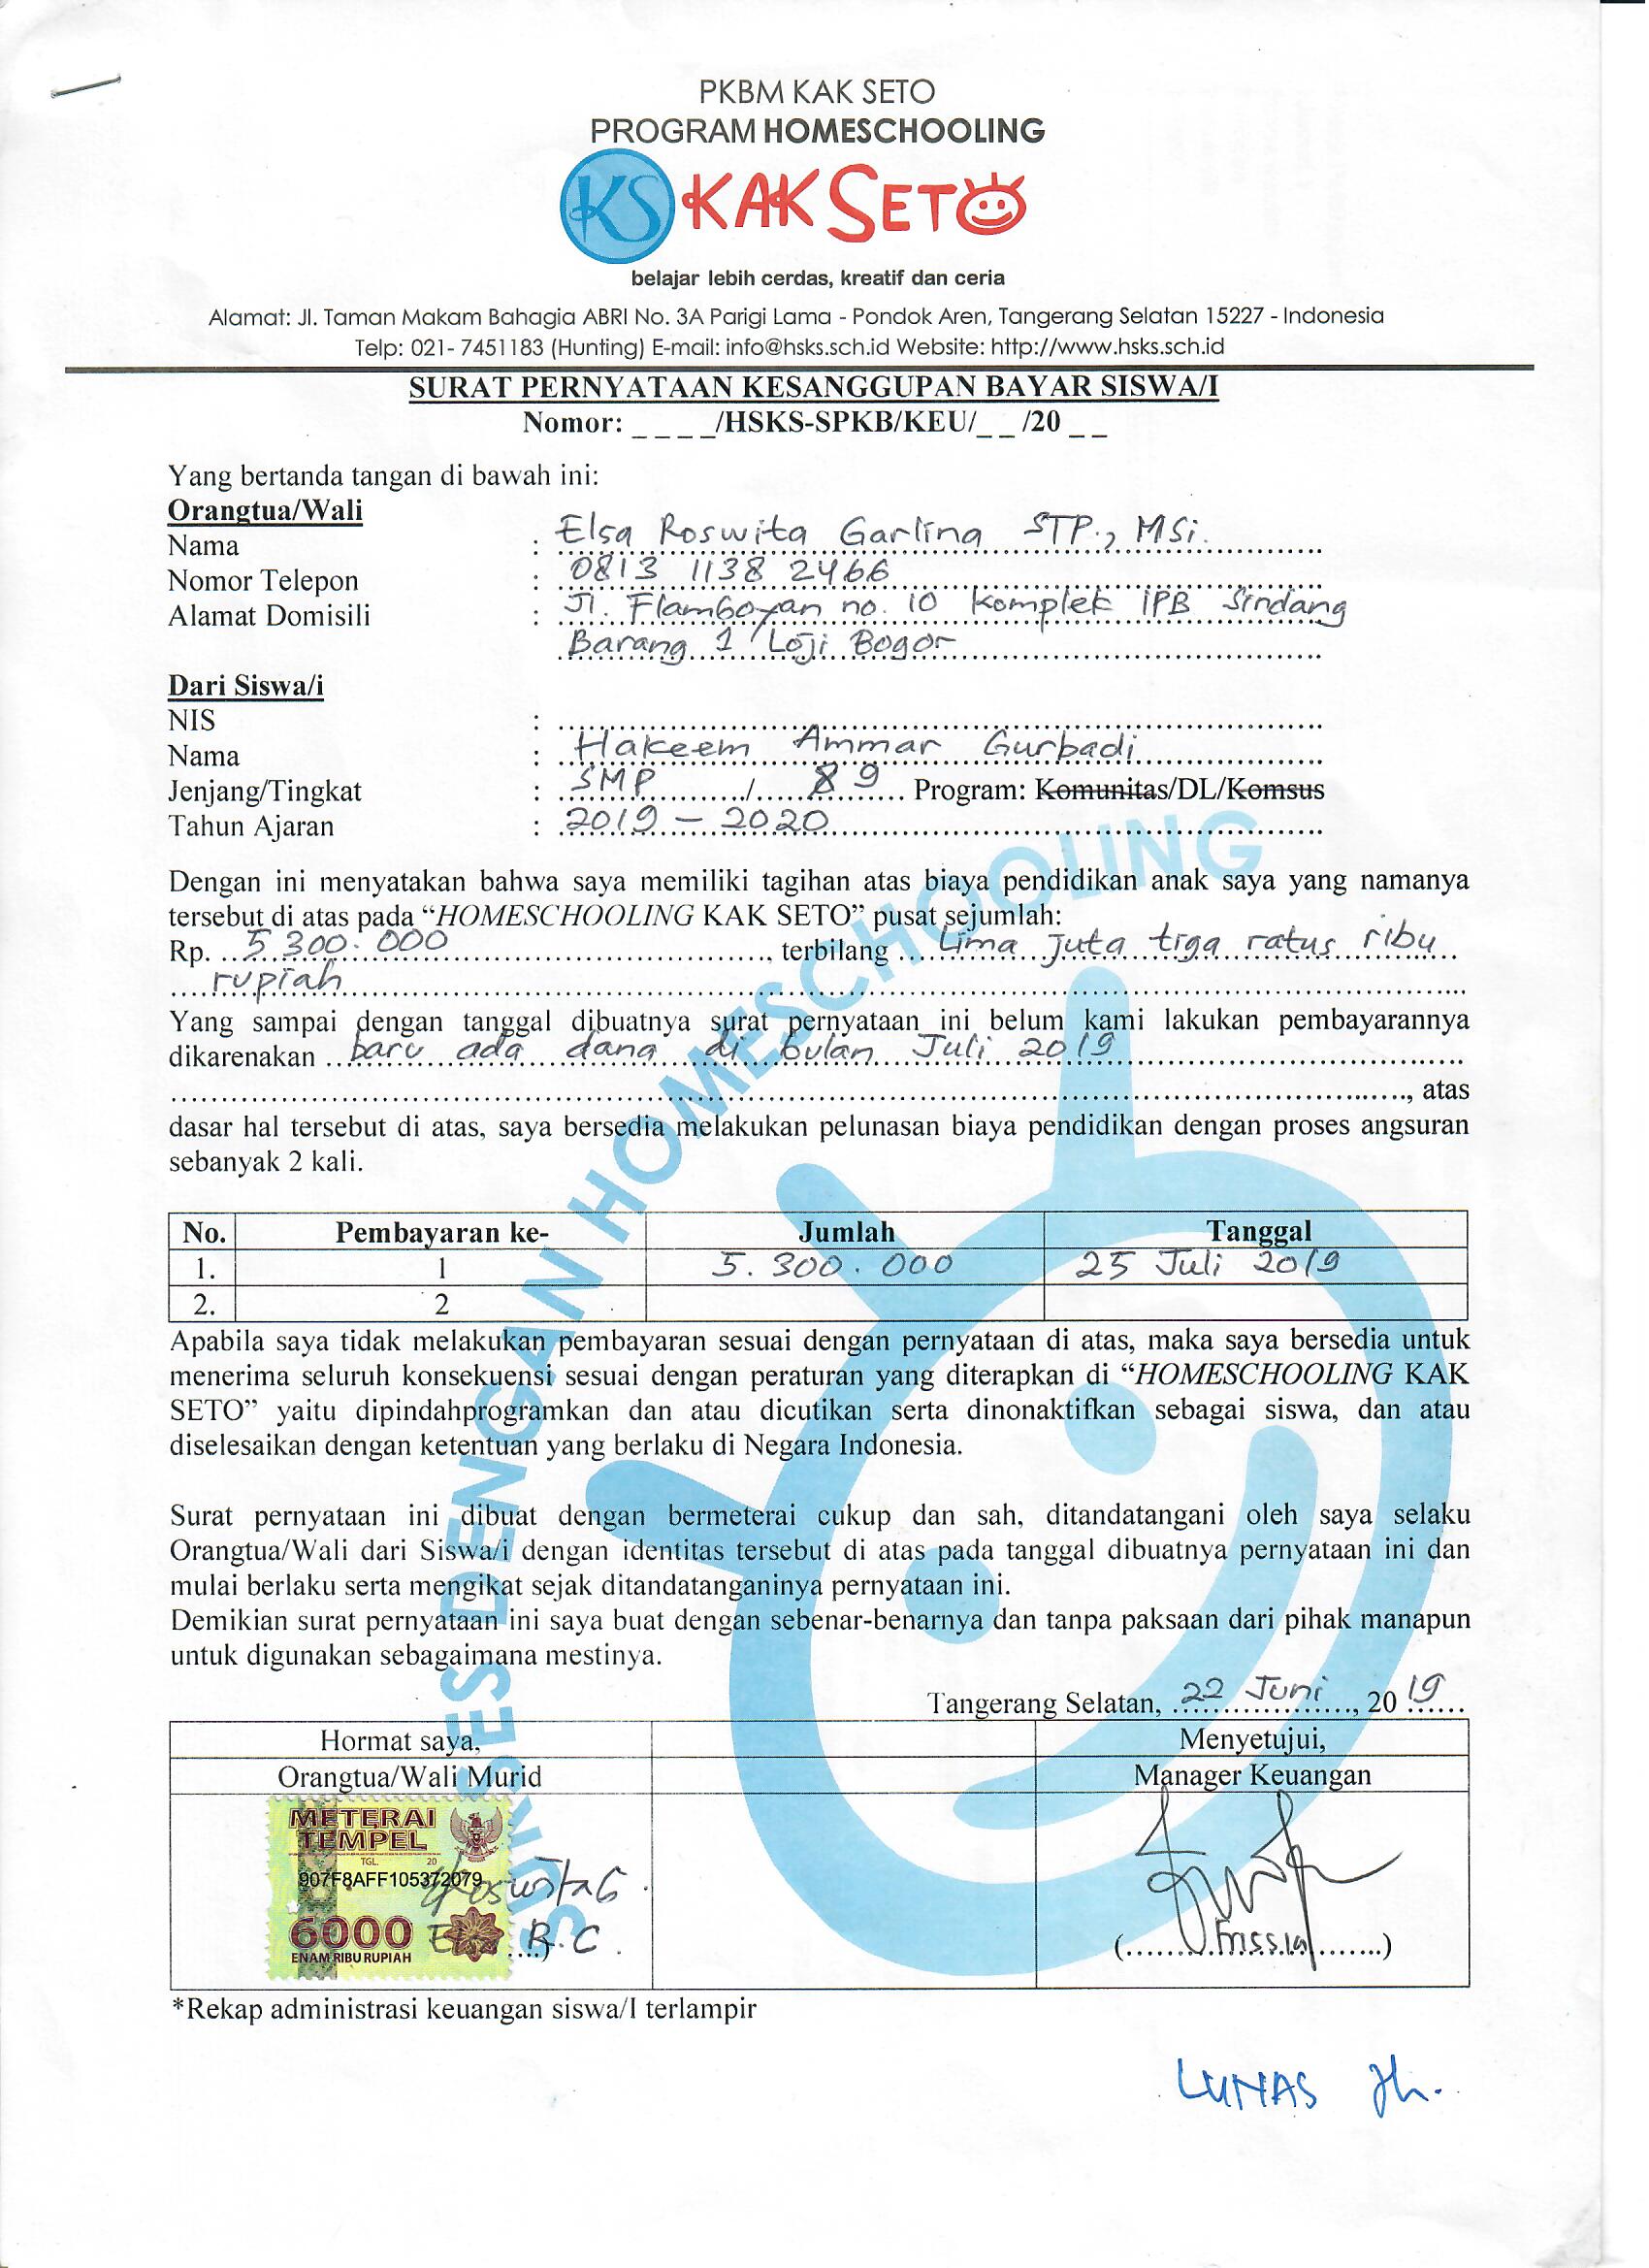 PKBM KAK SETO
PROGRAM HOMESCHOOLING
KS KAK SETO
belajar lebih cerdas, kreatif dan ceria
Alamat: Jl. Taman Makam Bahagia ABRI No. 3A Parigi Lama - Pondok Aren, Tangerang Selatan 15227 - Indonesia
Telp: 021- 7451183 (Hunting) E-mail: info@hsks.sch.id Website: http://www.hsks.sch.id
SURAT PERNYATAAN KESANGGUPAN BAYAR SISWA/I
Nomor: _ _ _ _/HSKS-SPKB/KEU/_ _ /20 _ _
Yang bertanda tangan di bawah ini:
Orangtua/Wali
Nama : Elsa Roswita Garlina STP., MSi.
Nomor Telepon : 0813 1138 2466
Alamat Domisili : Jl. Flamboyan no. 10 Komplek IPB Sindang
Barang 1 Loji Bogor
Dari Siswa/i
NIS :
Nama : Hakeem Ammar Gurbadi
Jenjang/Tingkat : SMP / 8 9 Program: Komunitas/DL/Komsus
Tahun Ajaran : 2019 - 2020
Dengan ini menyatakan bahwa saya memiliki tagihan atas biaya pendidikan anak saya yang namanya
tersebut di atas pada “HOMESCHOOLING KAK SETO” pusat sejumlah:
Rp. 5 300. 000, terbilang Lima juta tiga ratus ribu
rupiah
Yang sampai dengan tanggal dibuatnya surat pernyataan ini belum kami lakukan pembayarannya
dikarenakan baru ada dana di bulan Juli 2019
, atas
dasar hal tersebut di atas, saya bersedia melakukan pelunasan biaya pendidikan dengan proses angsuran
sebanyak 2 kali.
No. Pembayaran ke- Jumlah Tanggal
1. 1 5. 300. 000 25 Juli 2019
2. 2
Apabila saya tidak melakukan pembayaran sesuai dengan pernyataan di atas, maka saya bersedia untuk
menerima seluruh konsekuensi sesuai dengan peraturan yang diterapkan di “HOMESCHOOLING KAK
SETO” yaitu dipindahprogramkan dan atau dicutikan serta dinonaktifkan sebagai siswa, dan atau
diselesaikan dengan ketentuan yang berlaku di Negara Indonesia.
Surat pernyataan ini dibuat dengan bermeterai cukup dan sah, ditandatangani oleh saya selaku
Orangtua/Wali dari Siswa/i dengan identitas tersebut di atas pada tanggal dibuatnya pernyataan ini dan
mulai berlaku serta mengikat sejak ditandatanganinya pernyataan ini.
Demikian surat pernyataan ini saya buat dengan sebenar-benarnya dan tanpa paksaan dari pihak manapun
untuk digunakan sebagaimana mestinya.
Tangerang Selatan, 22 Juni, 20 19
Hormat saya, Menyetujui,
Orangtua/Wali Murid Manager Keuangan
METERAI
TEMPEL
TGL. 20
907F8AFF105372079
6000
ENAM RIBU RUPIAH
R.G.
(Frissia)
*Rekap administrasi keuangan siswa/I terlampir
LUNAS
SUKSES DENGAN HOMESCHOOLING